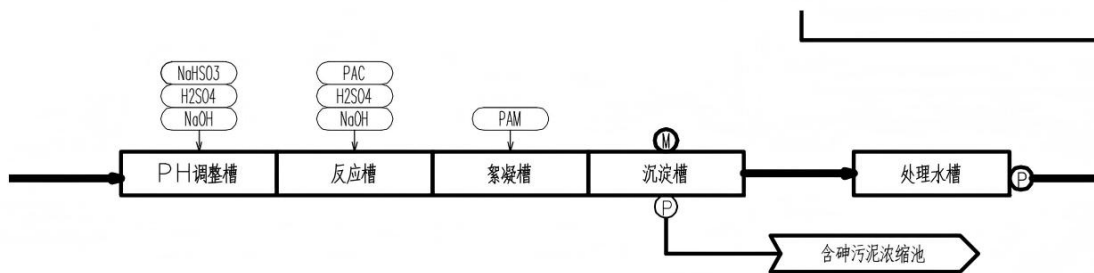 NaHSO3
H2SO4
NaOH
PAC
H2SO4
NaOH
PAM
M
PH调整槽
反应槽
絮凝槽
沉淀槽
处理水槽
P
P
含砷污泥浓缩池